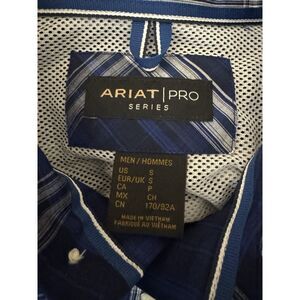 ARIAT | PRO
SERIES
MEN / HOMMES
US S
EUR/UK S
CA P
MX CH
CN 170/92A
MADE IN VIETNAM
FABRIQUÉ AU VIETNAM